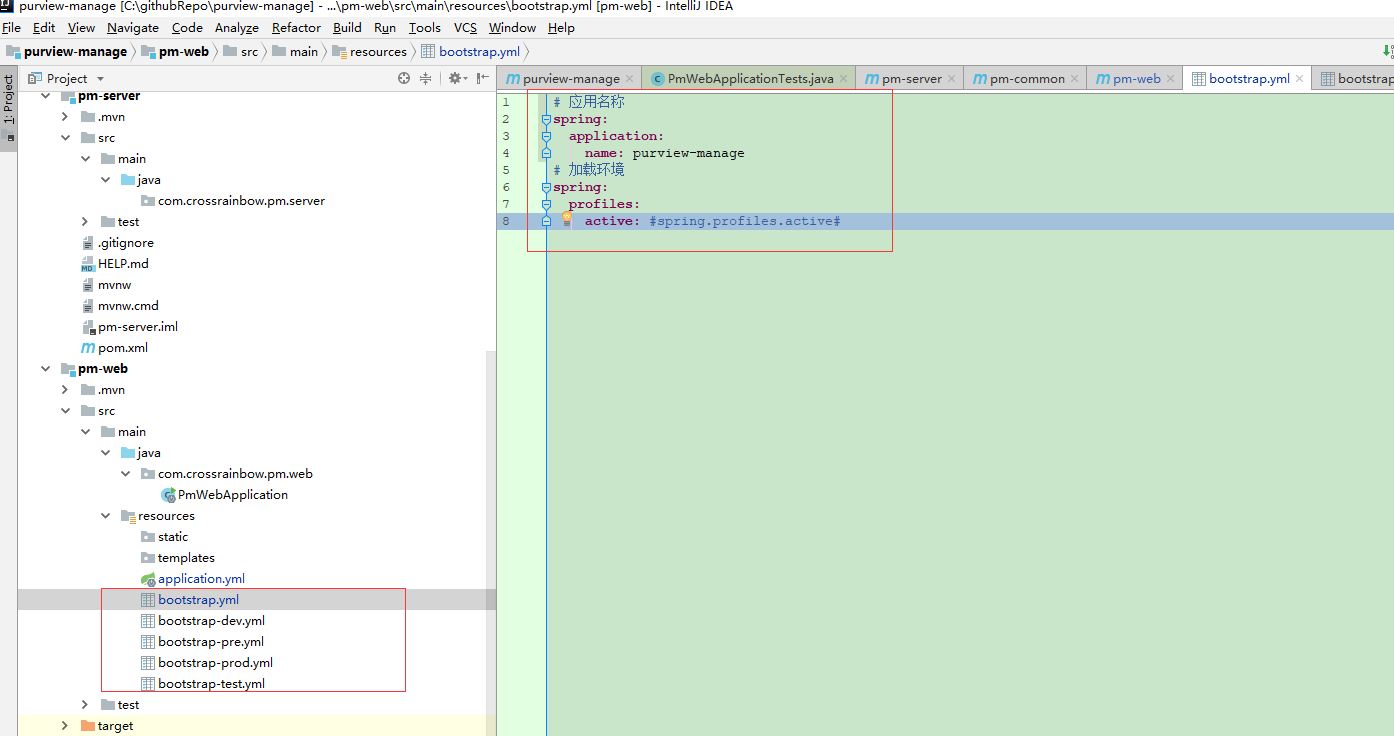 purview-manage [C:\githubRepo\purview-manage] - ...\pm-web\src\main\resources\bootstrap.yml [pm-web] - IntelliJ IDEA
File Edit View Navigate Code Analyze Refactor Build Run Tools VCS Window Help
purview-manage pm-web src main resources bootstrap.yml
1: Project
Project
purview-manage PmWebApplicationTests.java pm-server pm-common pm-web bootstrap.yml bootstrap
pm-server
.mvn
src
main
java
com.crossrainbow.pm.server
test
.gitignore
HELP.md
mvnw
mvnw.cmd
pm-server.iml
pom.xml
pm-web
.mvn
src
main
java
com.crossrainbow.pm.web
PmWebApplication
resources
static
templates
application.yml
bootstrap.yml
bootstrap-dev.yml
bootstrap-pre.yml
bootstrap-prod.yml
bootstrap-test.yml
test
target
1 # 应用名称
2 spring:
3 application:
4 name: purview-manage
5 # 加载环境
6 spring:
7 profiles:
8 active: #spring.profiles.active#